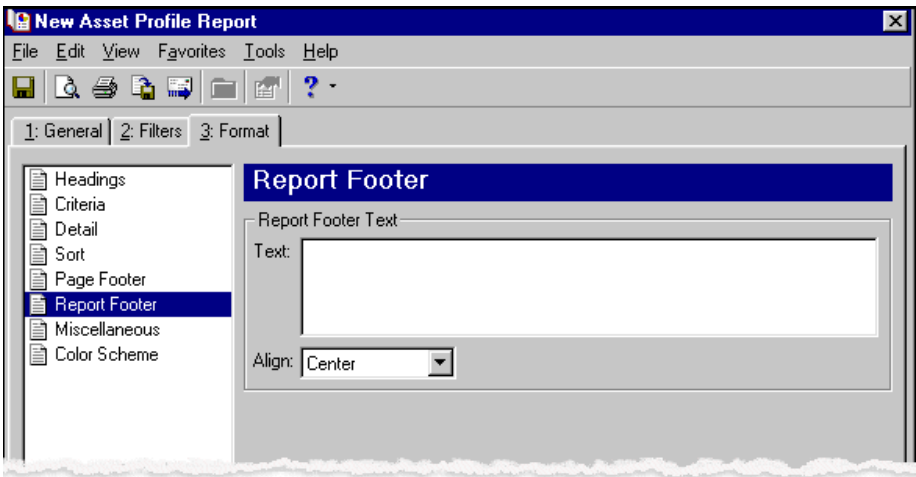 New Asset Profile Report
File Edit View Favorites Tools Help
?
1: General 2: Filters 3: Format
Headings
Criteria
Detail
Sort
Page Footer
Report Footer
Miscellaneous
Color Scheme
Report Footer
Report Footer Text
Text:
Align: Center